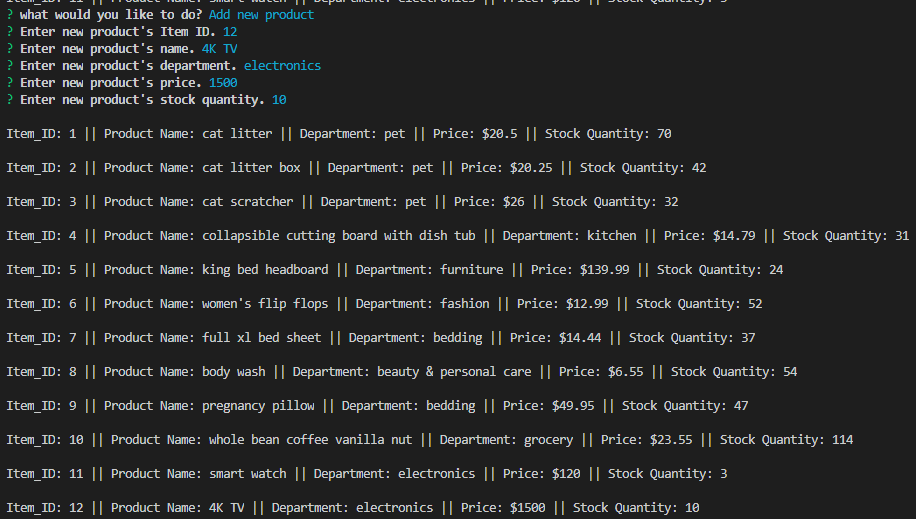 Item_ID: 11 || Product Name: smart watch || Department: electronics || Price: $120 || Stock Quantity: 3
? what would you like to do? Add new product
? Enter new product's Item ID. 12
? Enter new product's name. 4K TV
? Enter new product's department. electronics
? Enter new product's price. 1500
? Enter new product's stock quantity. 10
Item_ID: 1 || Product Name: cat litter || Department: pet || Price: $20.5 || Stock Quantity: 70
Item_ID: 2 || Product Name: cat litter box || Department: pet || Price: $20.25 || Stock Quantity: 42
Item_ID: 3 || Product Name: cat scratcher || Department: pet || Price: $26 || Stock Quantity: 32
Item_ID: 4 || Product Name: collapsible cutting board with dish tub || Department: kitchen || Price: $14.79 || Stock Quantity: 31
Item_ID: 5 || Product Name: king bed headboard || Department: furniture || Price: $139.99 || Stock Quantity: 24
Item_ID: 6 || Product Name: women's flip flops || Department: fashion || Price: $12.99 || Stock Quantity: 52
Item_ID: 7 || Product Name: full xl bed sheet || Department: bedding || Price: $14.44 || Stock Quantity: 37
Item_ID: 8 || Product Name: body wash || Department: beauty & personal care || Price: $6.55 || Stock Quantity: 54
Item_ID: 9 || Product Name: pregnancy pillow || Department: bedding || Price: $49.95 || Stock Quantity: 47
Item_ID: 10 || Product Name: whole bean coffee vanilla nut || Department: grocery || Price: $23.55 || Stock Quantity: 114
Item_ID: 11 || Product Name: smart watch || Department: electronics || Price: $120 || Stock Quantity: 3
Item_ID: 12 || Product Name: 4K TV || Department: electronics || Price: $1500 || Stock Quantity: 10